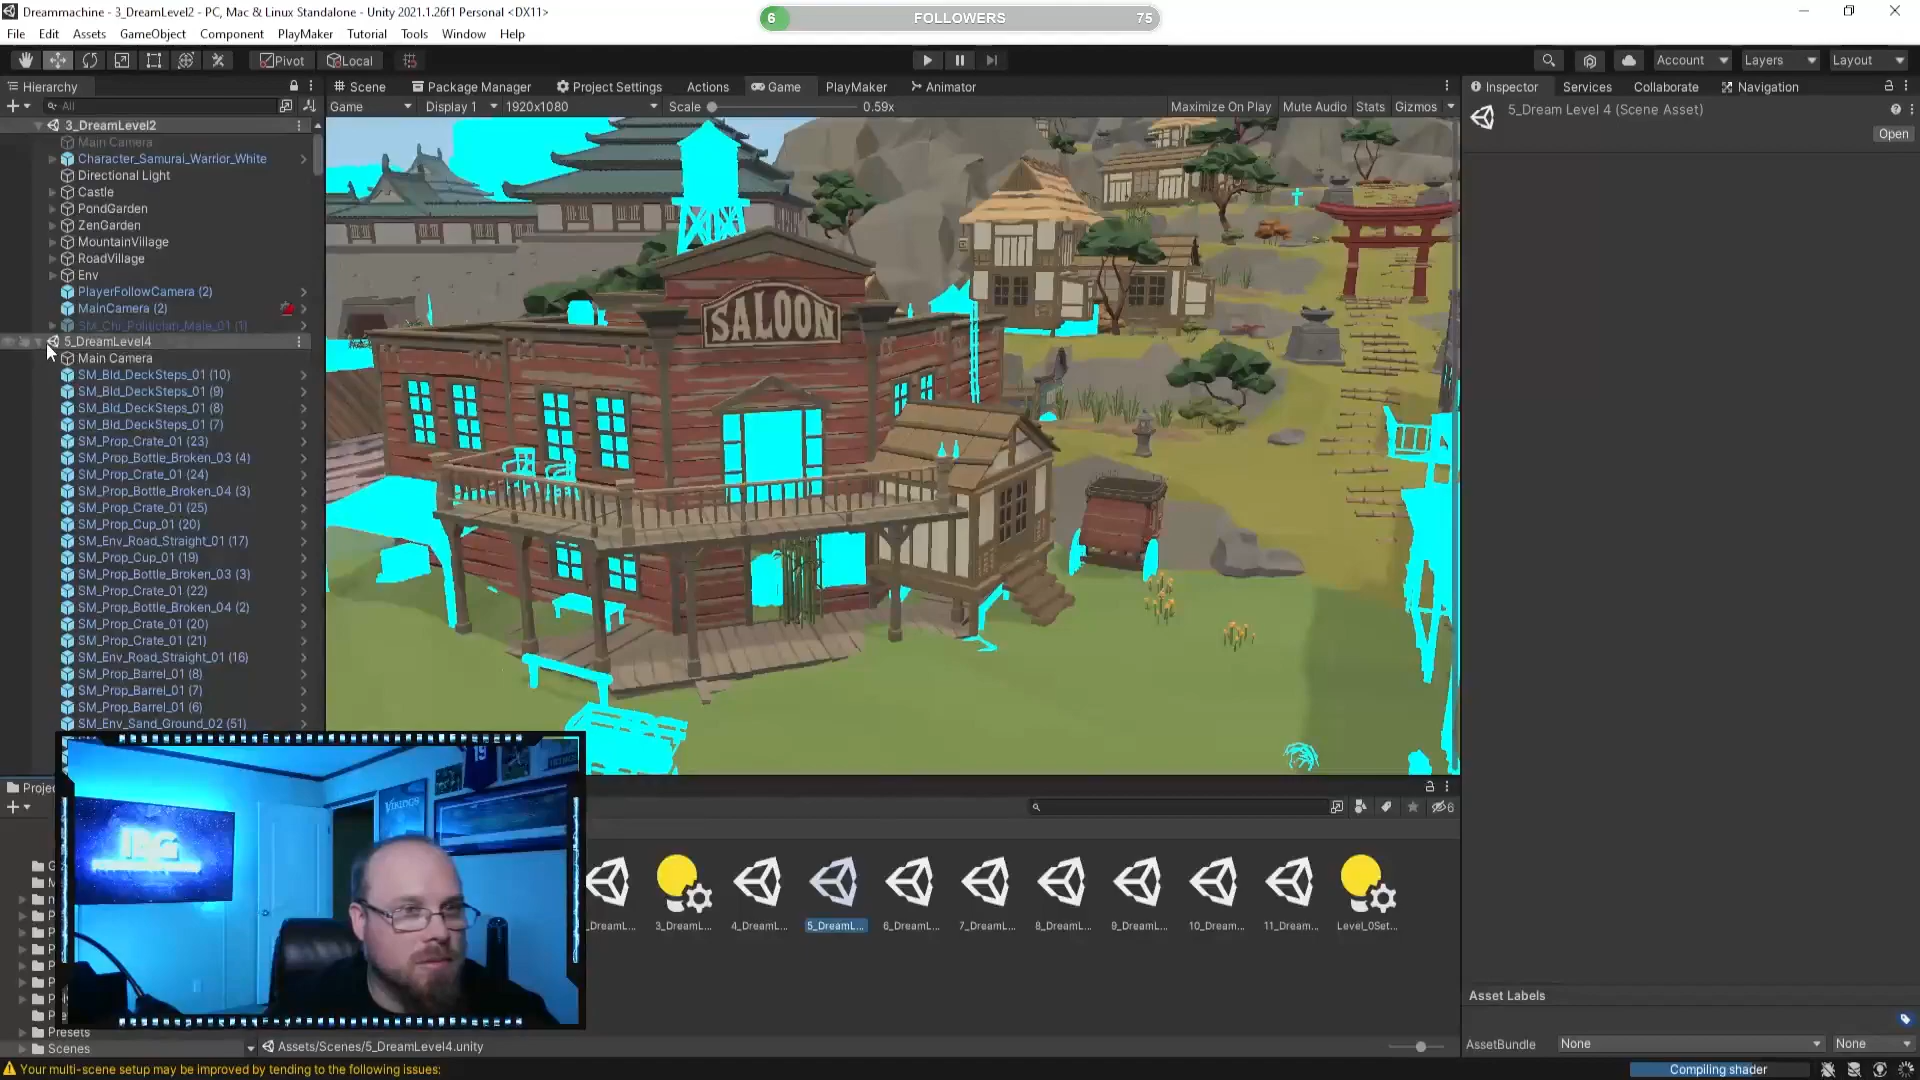 Dreammachine - 3_DreamLevel2 - PC, Mac & Linux Standalone - Unity 2021.1.26f1 Personal <DX11>
6 FOLLOWERS 75
File Edit Assets GameObject Component PlayMaker Tutorial Tools Window Help
Pivot Local
Account Layers Layout
Hierarchy
Scene Package Manager Project Settings Actions Game PlayMaker Animator
Inspector Services Collaborate Navigation
All
Game Display 1 1920x1080 Scale 0.59x Maximize On Play Mute Audio Stats Gizmos
5_Dream Level 4 (Scene Asset)
Open
3_DreamLevel2
Main Camera
Character_Samurai_Warrior_White
Directional Light
Castle
PondGarden
ZenGarden
MountainVillage
RoadVillage
Env
PlayerFollowCamera (2)
MainCamera (2)
SM_Chr_Politician_Male_01 (1)
5_DreamLevel4
Main Camera
SM_Bld_DeckSteps_01 (10)
SM_Bld_DeckSteps_01 (9)
SM_Bld_DeckSteps_01 (8)
SM_Bld_DeckSteps_01 (7)
SM_Prop_Crate_01 (23)
SM_Prop_Bottle_Broken_03 (4)
SM_Prop_Crate_01 (24)
SM_Prop_Bottle_Broken_04 (3)
SM_Prop_Crate_01 (25)
SM_Prop_Cup_01 (20)
SM_Env_Road_Straight_01 (17)
SM_Prop_Cup_01 (19)
SM_Prop_Bottle_Broken_03 (3)
SM_Prop_Crate_01 (22)
SM_Prop_Bottle_Broken_04 (2)
SM_Prop_Crate_01 (20)
SM_Prop_Crate_01 (21)
SM_Env_Road_Straight_01 (16)
SM_Prop_Barrel_01 (8)
SM_Prop_Barrel_01 (7)
SM_Prop_Barrel_01 (6)
SM_Env_Sand_Ground_02 (51)
SALOON
19
VIKINGS
IBG
6
3_DreamL... 4_DreamL... 5_DreamL... 6_DreamL... 7_DreamL... 8_DreamL... 9_DreamL... 10_Dream... 11_Dream... Level_0Set...
Presets
Scenes
Assets/Scenes/5_DreamLevel4.unity
Asset Labels
AssetBundle None None
Your multi-scene setup may be improved by tending to the following issues:
Compiling shader